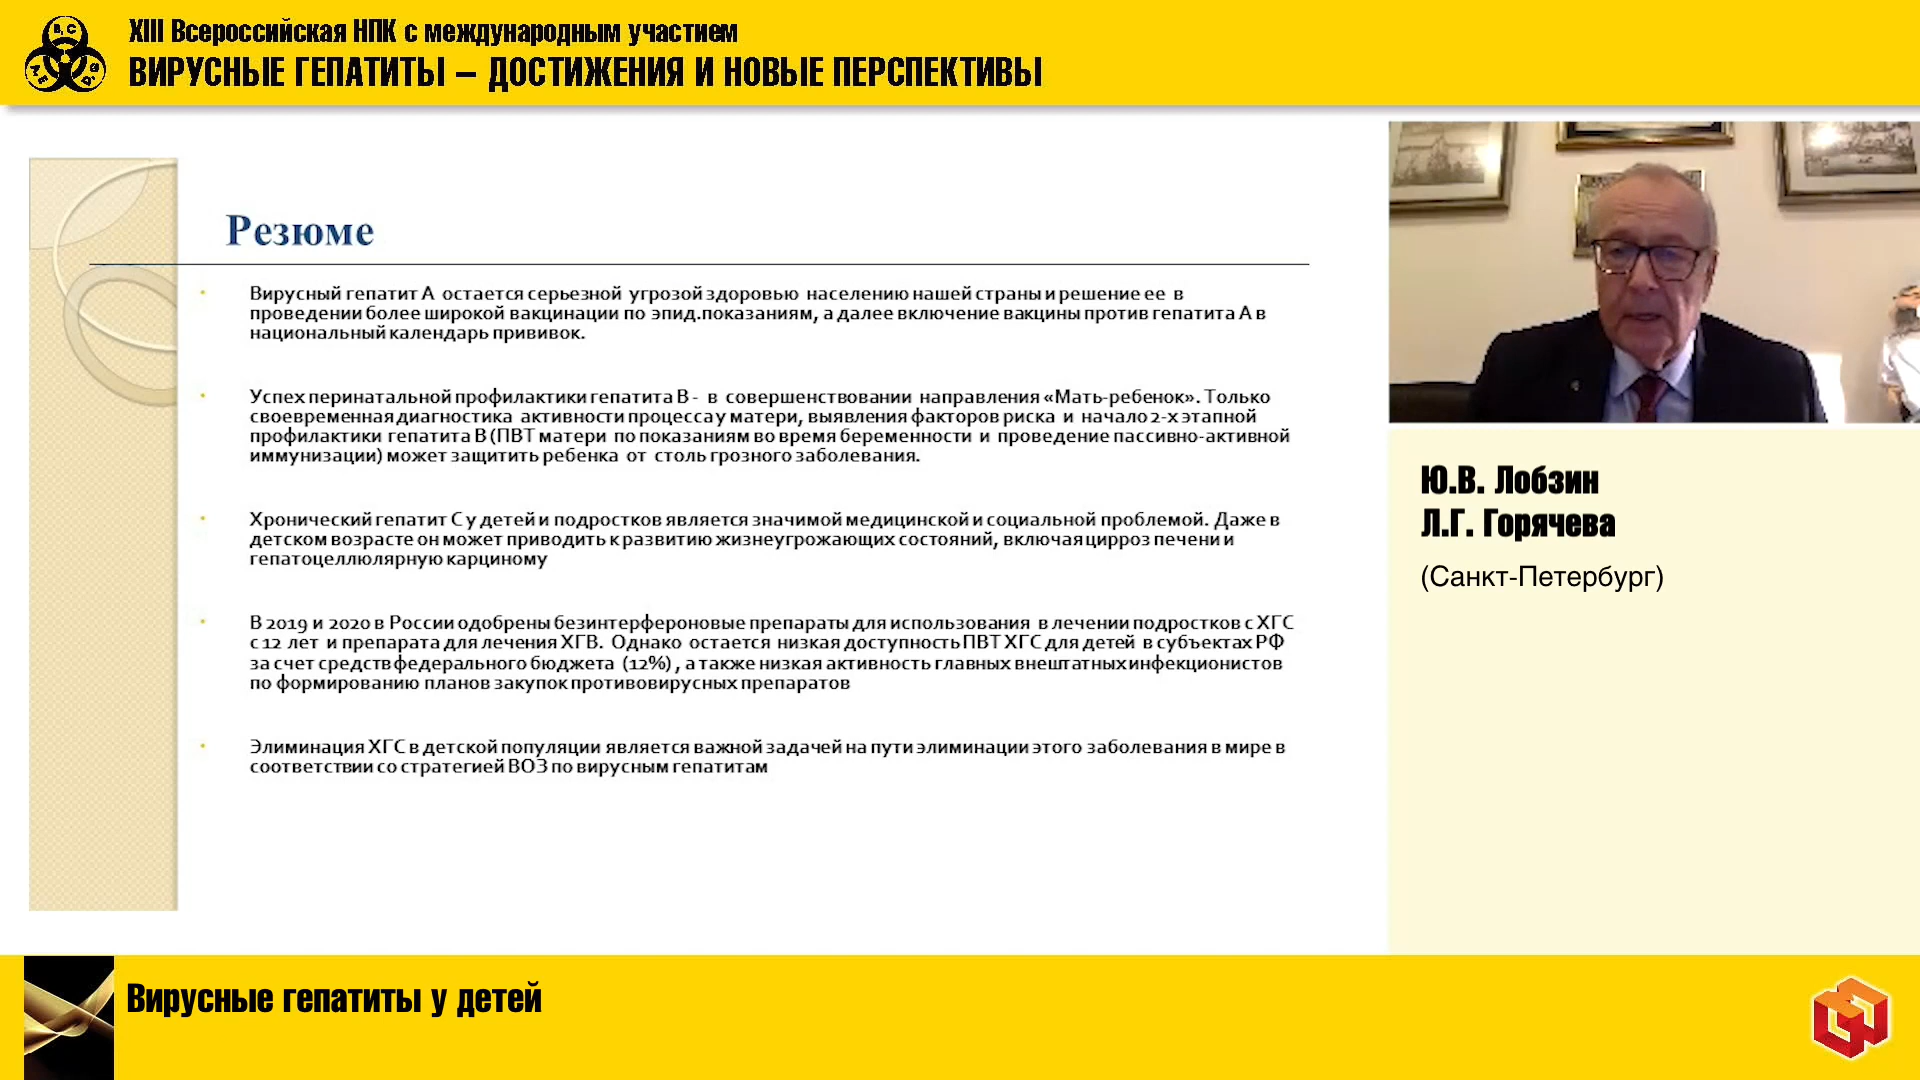 XIII Всероссийская НПК с международным участием
ВИРУСНЫЕ ГЕПАТИТЫ – ДОСТИЖЕНИЯ И НОВЫЕ ПЕРСПЕКТИВЫ
B, C
Резюме
Вирусный гепатит А остается серьезной угрозой здоровью населению нашей страны и решение ее в
проведении более широкой вакцинации по эпид.показаниям, а далее включение вакцины против гепатита А в
национальный календарь прививок.
Успех перинатальной профилактики гепатита В - в совершенствовании направления «Мать-ребенок». Только
своевременная диагностика активности процесса у матери, выявления факторов риска и начало 2-х этапной
профилактики гепатита В (ПВТ матери по показаниям во время беременности и проведение пассивно-активной
иммунизации) может защитить ребенка от столь грозного заболевания.
Хронический гепатит С у детей и подростков является значимой медицинской и социальной проблемой. Даже в
детском возрасте он может приводить к развитию жизнеугрожающих состояний, включая цирроз печени и
гепатоцеллюлярную карциному
В 2019 и 2020 в России одобрены безинтерфероновые препараты для использования в лечении подростков с ХГС
с 12 лет и препарата для лечения ХГВ. Однако остается низкая доступность ПВТ ХГС для детей в субъектах РФ
за счет средств федерального бюджета (12%) , а также низкая активность главных внештатных инфекционистов
по формированию планов закупок противовирусных препаратов
Элиминация ХГС в детской популяции является важной задачей на пути элиминации этого заболевания в мире в
соответствии со стратегией ВОЗ по вирусным гепатитам
Ю.В. Лобзин
Л.Г. Горячева
(Санкт-Петербург)
Вирусные гепатиты у детей